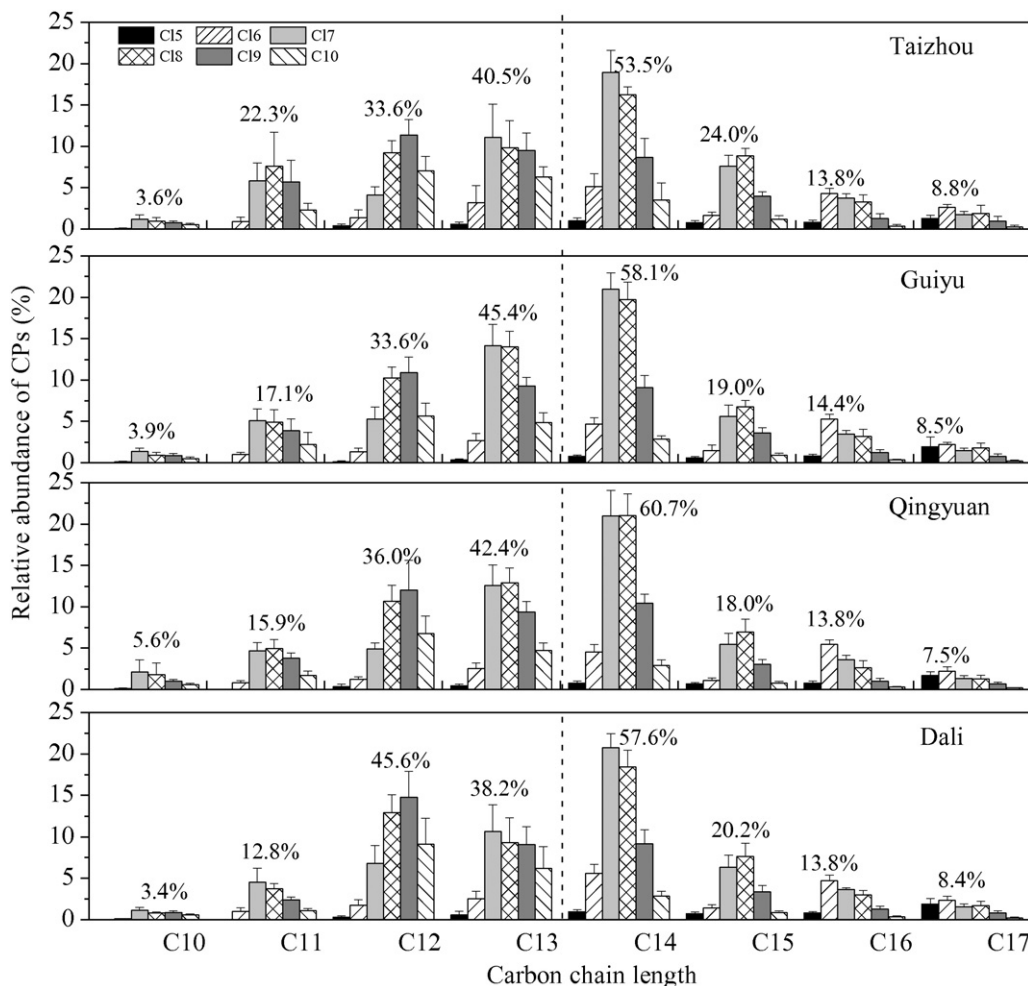 Relative abundance of CPs (%)
Cl5 Cl6 Cl7
Cl8 Cl9 C10
Taizhou
25
20
15
10
5
0
3.6% 22.3% 33.6% 40.5% 53.5% 24.0% 13.8% 8.8%
Guiyu
25
20
15
10
5
0
3.9% 17.1% 33.6% 45.4% 58.1% 19.0% 14.4% 8.5%
Qingyuan
25
20
15
10
5
0
5.6% 15.9% 36.0% 42.4% 60.7% 18.0% 13.8% 7.5%
Dali
25
20
15
10
5
0
3.4% 12.8% 45.6% 38.2% 57.6% 20.2% 13.8% 8.4%
C10 C11 C12 C13 C14 C15 C16 C17
Carbon chain length